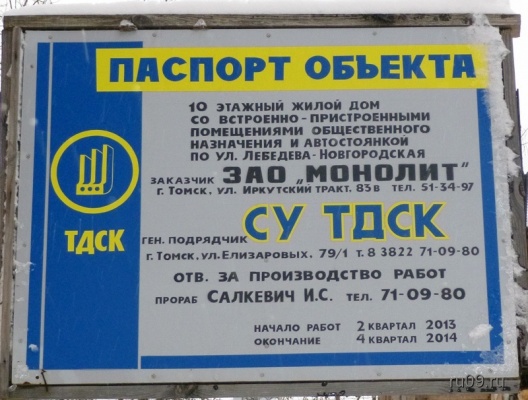 ПАСПОРТ ОБЬЕКТА
10 ЭТАЖНЫЙ ЖИЛОЙ ДОМ
СО ВСТРОЕННО-ПРИСТРОЕННЫМИ
ПОМЕЩЕНИЯМИ ОБЩЕСТВЕННОГО
НАЗНАЧЕНИЯ И АВТОСТОЯНКОЙ
ПО УЛ. ЛЕБЕДЕВА-НОВГОРОДСКАЯ
ЗАКАЗЧИК ЗАО „МОНОЛИТ"
г. ТОМСК. УЛ. ИРКУТСКИЙ ТРАКТ. 83В ТЕЛ. 51-34-97
ТДСК
ГЕН. ПОДРЯДЧИК СУ ТДСК
г. ТОМСК, УЛ.ЕЛИЗАРОВЫХ. 79/1 Т. 8 3822 71-09-80
ОТВ. ЗА ПРОИЗВОДСТВО РАБОТ
ПРОРАБ САЛКЕВИЧ И.С. ТЕЛ. 71-09-80
НАЧАЛО РАБОТ 2 КВАРТАЛ 2013
ОКОНЧАНИЕ 4 КВАРТАЛ 2014
rub9.ru